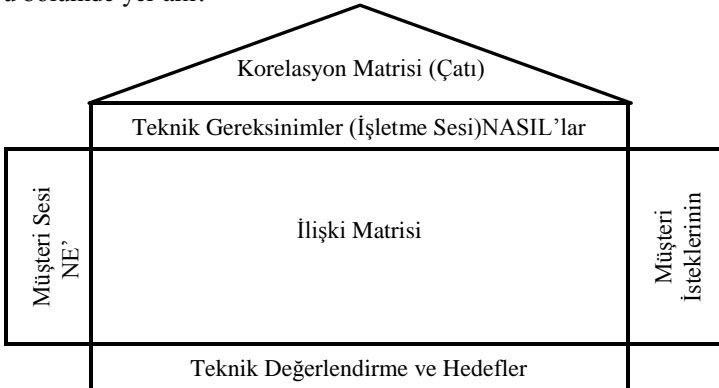 bölümde yer alır.
Korelasyon Matrisi (Çatı)
Teknik Gereksinimler (İşletme Sesi)NASIL’lar
Müşteri Sesi
NE’
İlişki Matrisi
Müşteri
İsteklerinin
Teknik Değerlendirme ve Hedefler